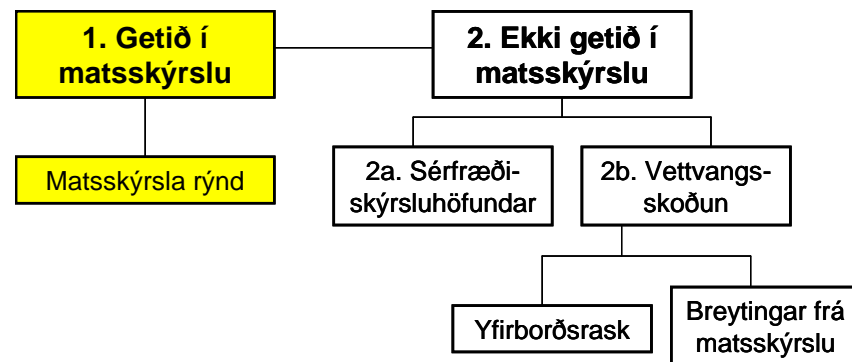 1. Getið í
matsskýrslu
2. Ekki getið í
matsskýrslu
Matsskýrsla rýnd
2a. Sérfræði-
skýrsluhöfundar
2b. Vettvangs-
skoðun
Yfirborðsrask
Breytingar frá
matsskýrslu